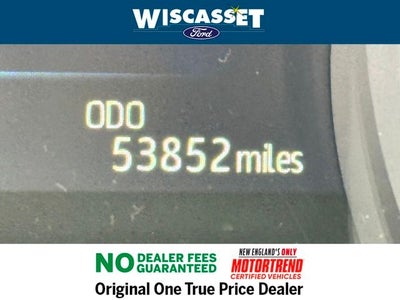 WISCASSET
Ford
ODO
53852 miles
NO DEALER FEES GUARANTEED
NEW ENGLAND'S ONLY
MOTORTREND
CERTIFIED VEHICLES
Original One True Price Dealer